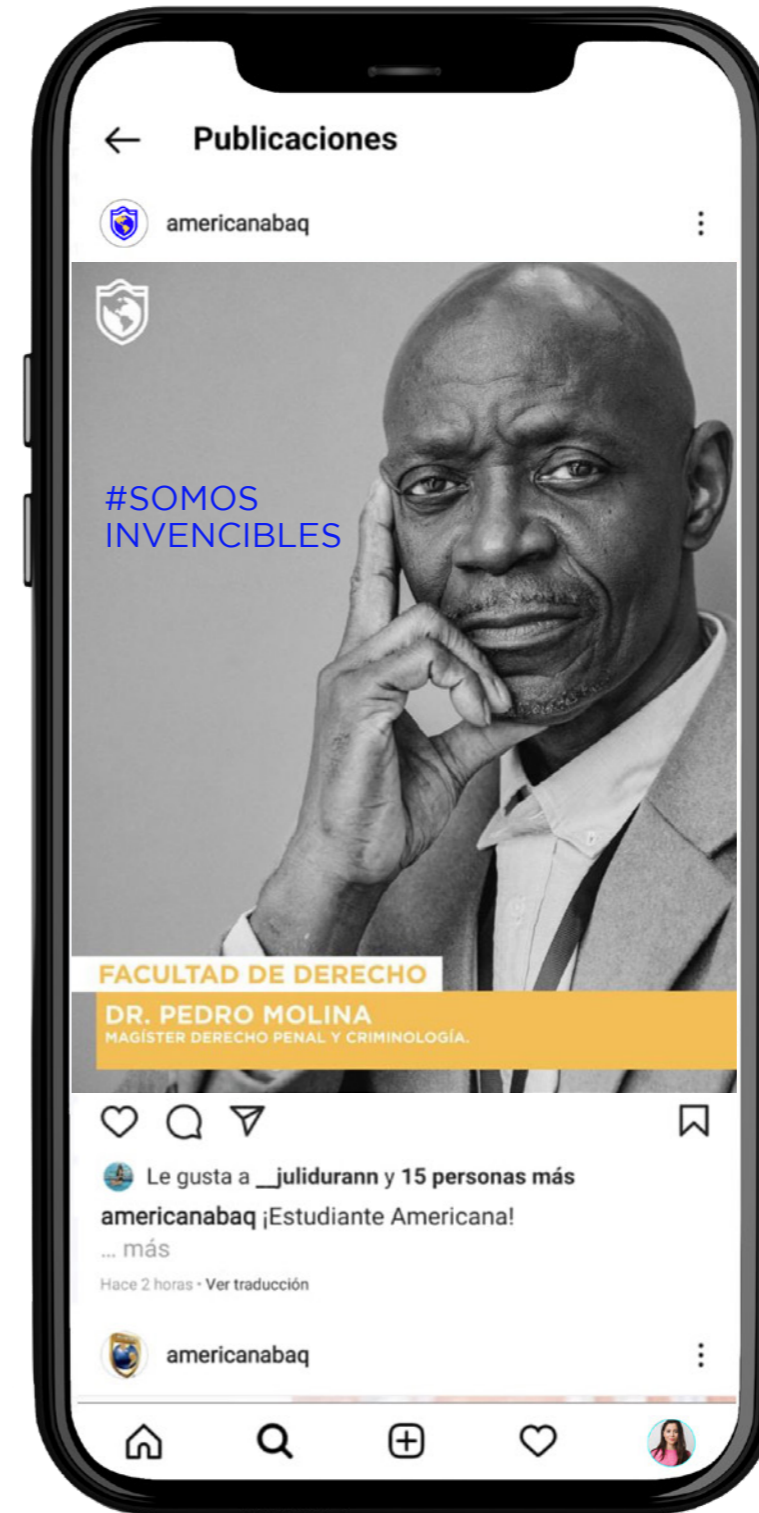 Publicaciones
americanabaq
#SOMOS
INVENCIBLES
FACULTAD DE DERECHO
DR. PEDRO MOLINA
MAGÍSTER DERECHO PENAL Y CRIMINOLOGÍA.
Le gusta a __julidurann y 15 personas más
americanabaq ¡Estudiante Americana!
... más
Hace 2 horas · Ver traducción
americanabaq